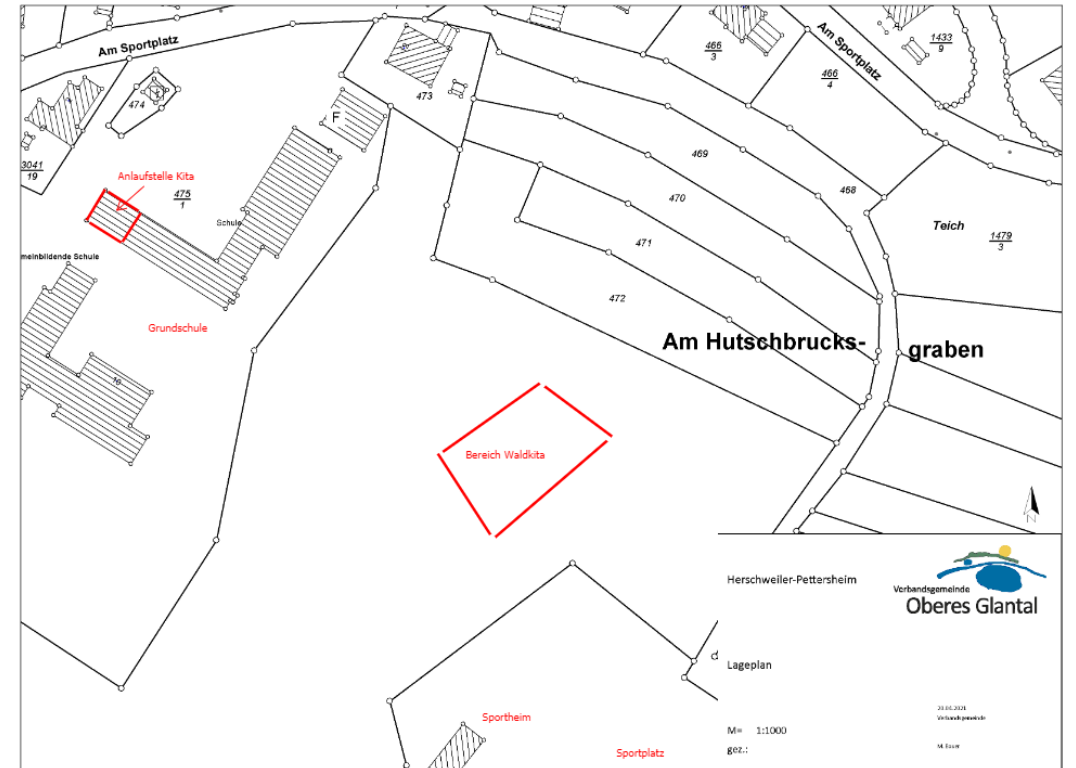 Am Sportplatz
474
473
F
466
3
466
4
Am Sportplatz
1433
9
3041
19
Anlaufstelle Kita
475
1
Schule
469
470
468
471
472
Teich
1479
3
meinbildende Schule
Grundschule
16
Am Hutschbrucks-
graben
Bereich Waldkita
N
Herschweiler-Pettersheim
Verbandsgemeinde
Oberes Glantal
Lageplan
Verbandsgemeinde
M= 1:1000
gez.:
Sportheim
Sportplatz